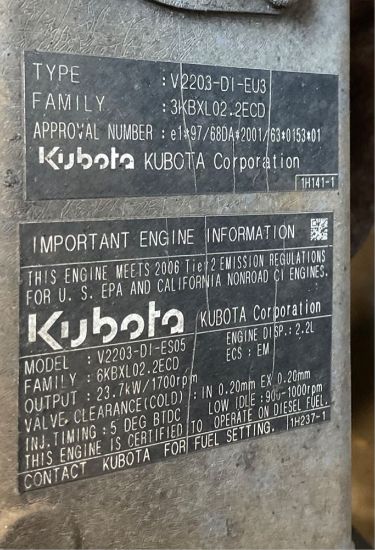 TYPE : V2203-DI-EU3
FAMILY : 3KBXL02.2ECD
APPROVAL NUMBER : e1*97/68DA*2001/63*0153*01
Kubota KUBOTA Corporation
1H141-1
IMPORTANT ENGINE INFORMATION
THIS ENGINE MEETS 2006 Tier2 EMISSION REGULATIONS
FOR U. S. EPA AND CALIFORNIA NONROAD CI ENGINES.
Kubota KUBOTA Corporation
MODEL : V2203-DI-ES05 ENGINE DISP.: 2.2L
FAMILY : 6KBXL02.2ECD ECS : EM
OUTPUT : 23.7kW/1700rpm
VALVE CLEARANCE(COLD) : IN 0.20mm EX 0.20mm
INJ.TIMING: 5 DEG BTDC LOW IDLE: 900-1000rpm
THIS ENGINE IS CERTIFIED TO OPERATE ON DIESEL FUEL.
CONTACT KUBOTA FOR FUEL SETTING. 1H237-1